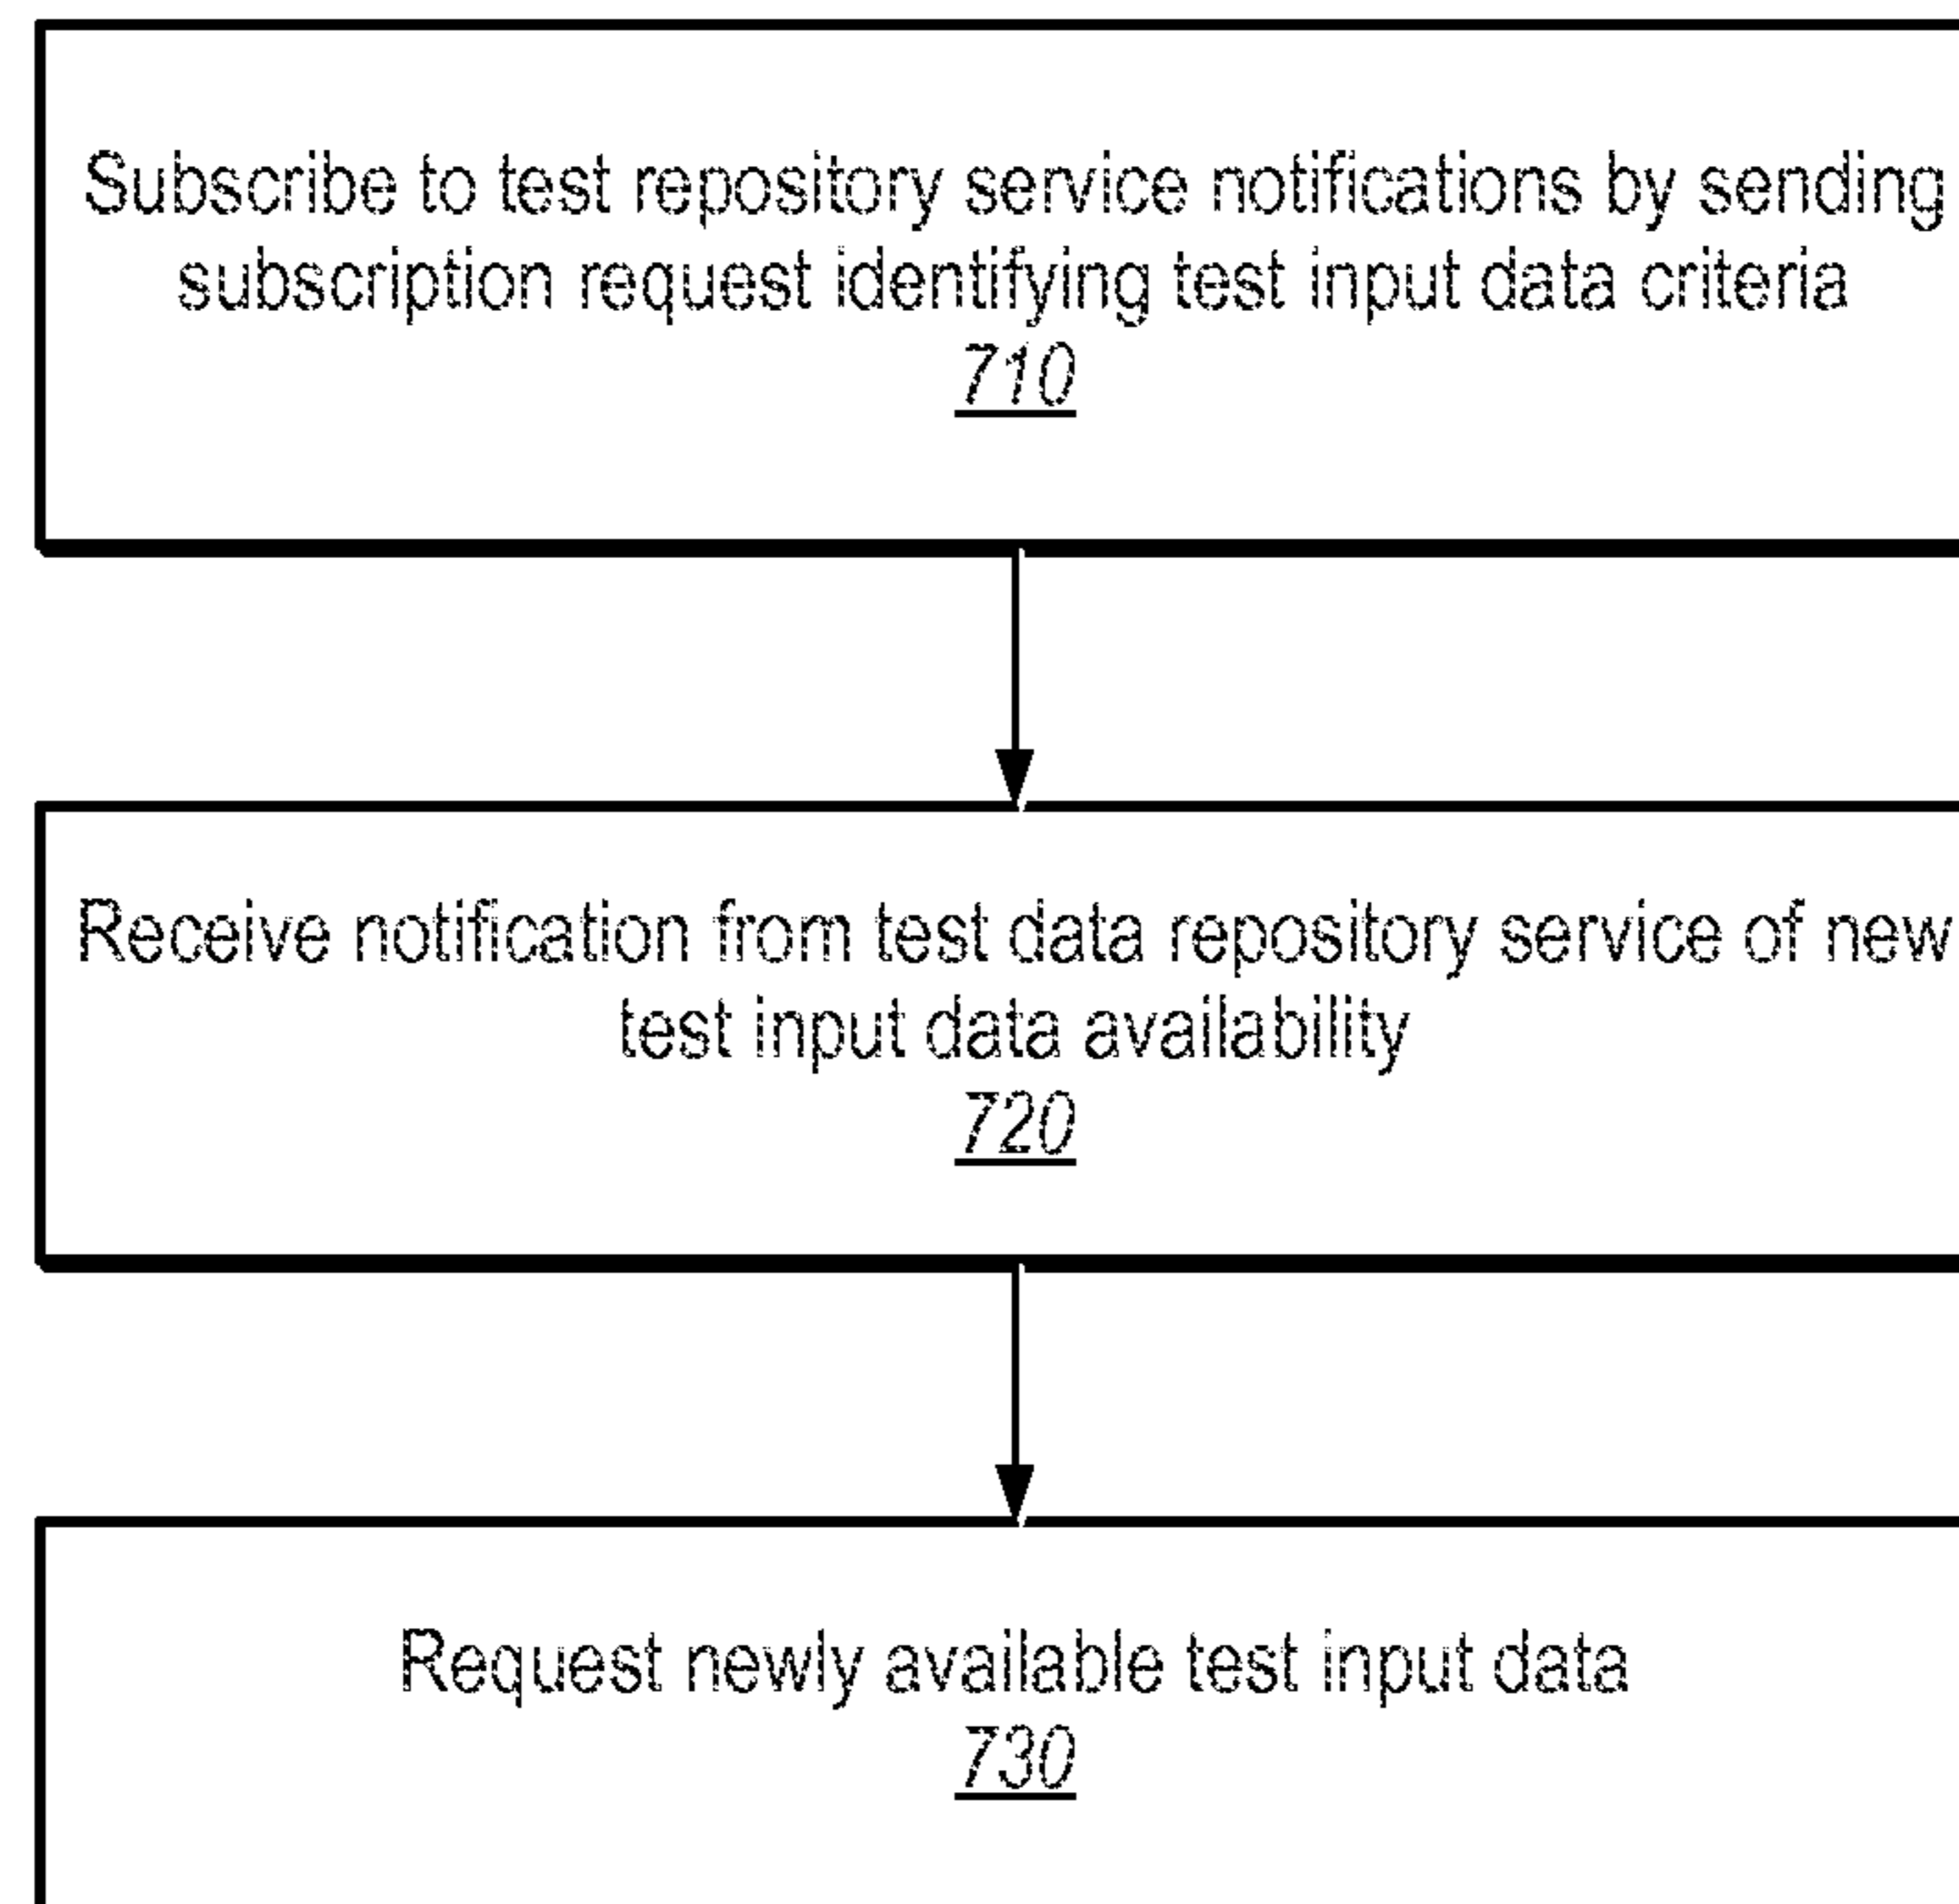 Subscribe to test repository service notifications by sending
subscription request identifying test input data criteria
710
Receive notification from test data repository service of new
test input data availability
720
Request newly available test input data
730